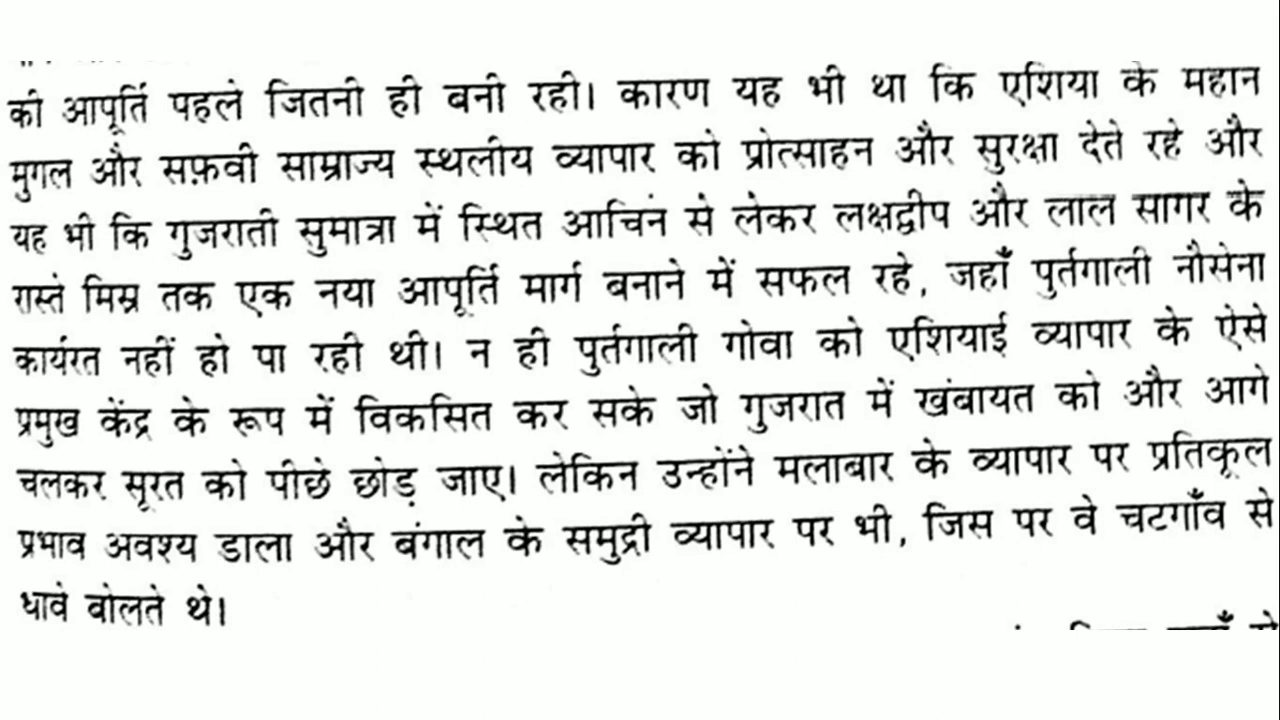 की आपूर्ति पहले जितनी ही बनी रही। कारण यह भी था कि एशिया के महान
मुगल और सफ़वी साम्राज्य स्थलीय व्यापार को प्रोत्साहन और सुरक्षा देते रहे और
यह भी कि गुजराती सुमात्रा में स्थित आचिन से लेकर लक्षद्वीप और लाल सागर के
रास्ते मिस्र तक एक नया आपूर्ति मार्ग बनाने में सफल रहे, जहाँ पुर्तगाली नौसेना
कार्यरत नहीं हो पा रही थी। न ही पुर्तगाली गोवा को एशियाई व्यापार के ऐसे
प्रमुख केंद्र के रूप में विकसित कर सके जो गुजरात में खंबायत को और आगे
चलकर सूरत को पीछे छोड़ जाए। लेकिन उन्होंने मलाबार के व्यापार पर प्रतिकूल
प्रभाव अवश्य डाला और बंगाल के समुद्री व्यापार पर भी, जिस पर वे चटगाँव से
धावे बोलते थे।